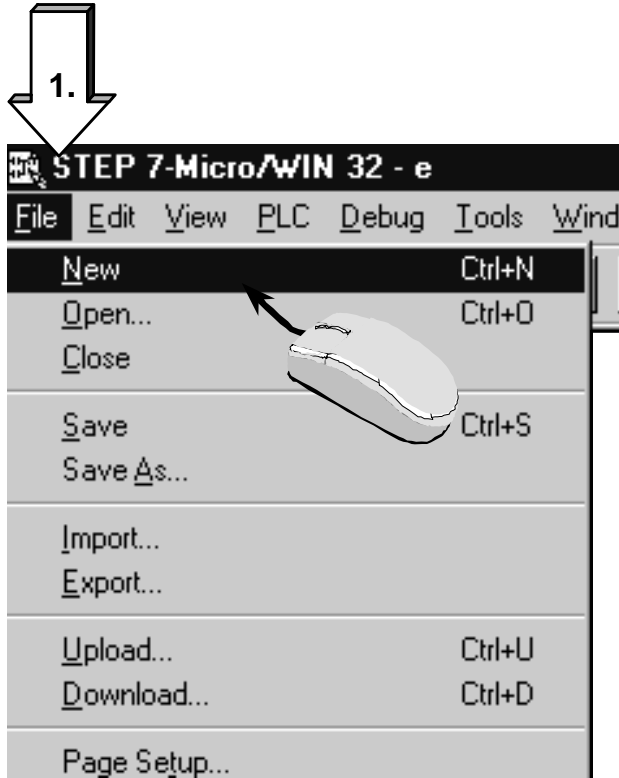 1.
STEP 7-Micro/WIN 32 - e
File Edit View PLC Debug Tools Wind
New Ctrl+N
Open... Ctrl+O
Close
Save Ctrl+S
Save As...
Import...
Export...
Upload... Ctrl+U
Download... Ctrl+D
Page Setup...